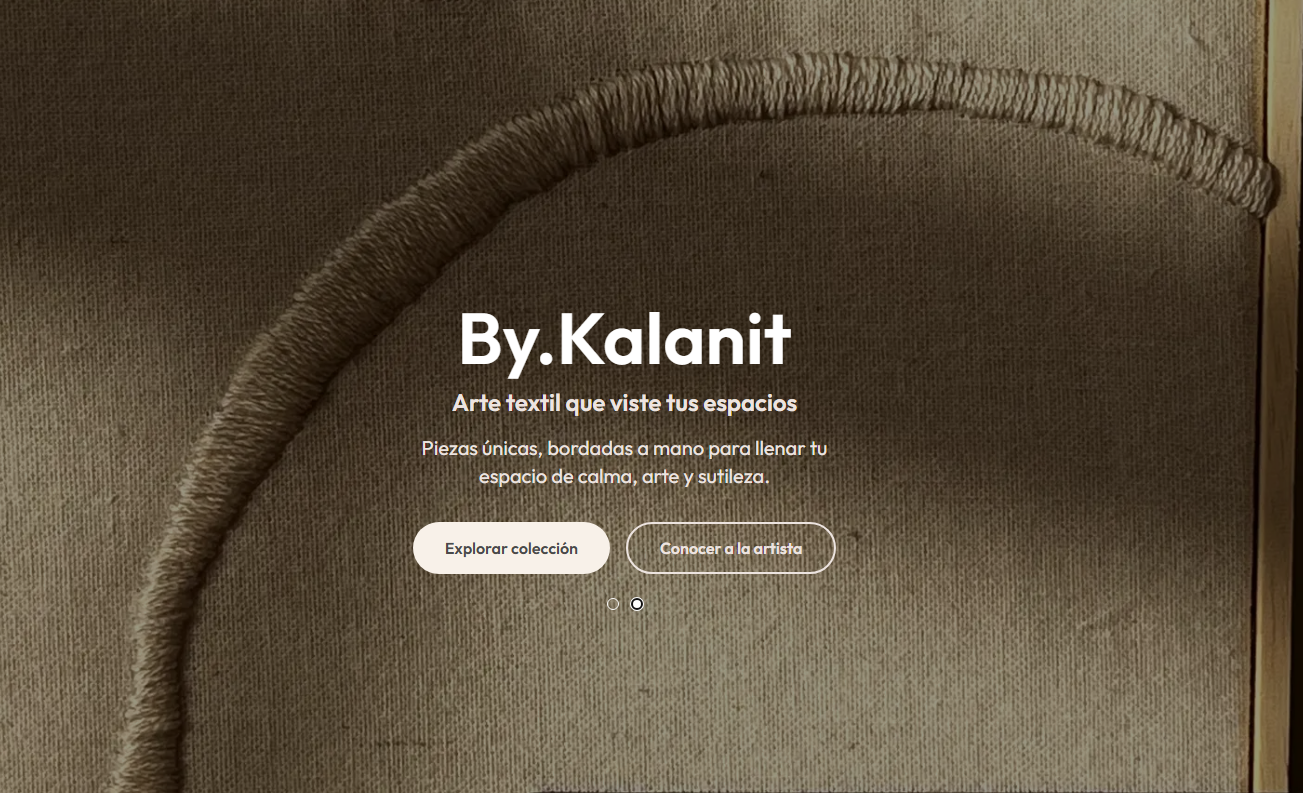 By.Kalanit
Arte textil que viste tus espacios
Piezas únicas, bordadas a mano para llenar tu
espacio de calma, arte y sutileza.
Explorar colección
Conocer a la artista